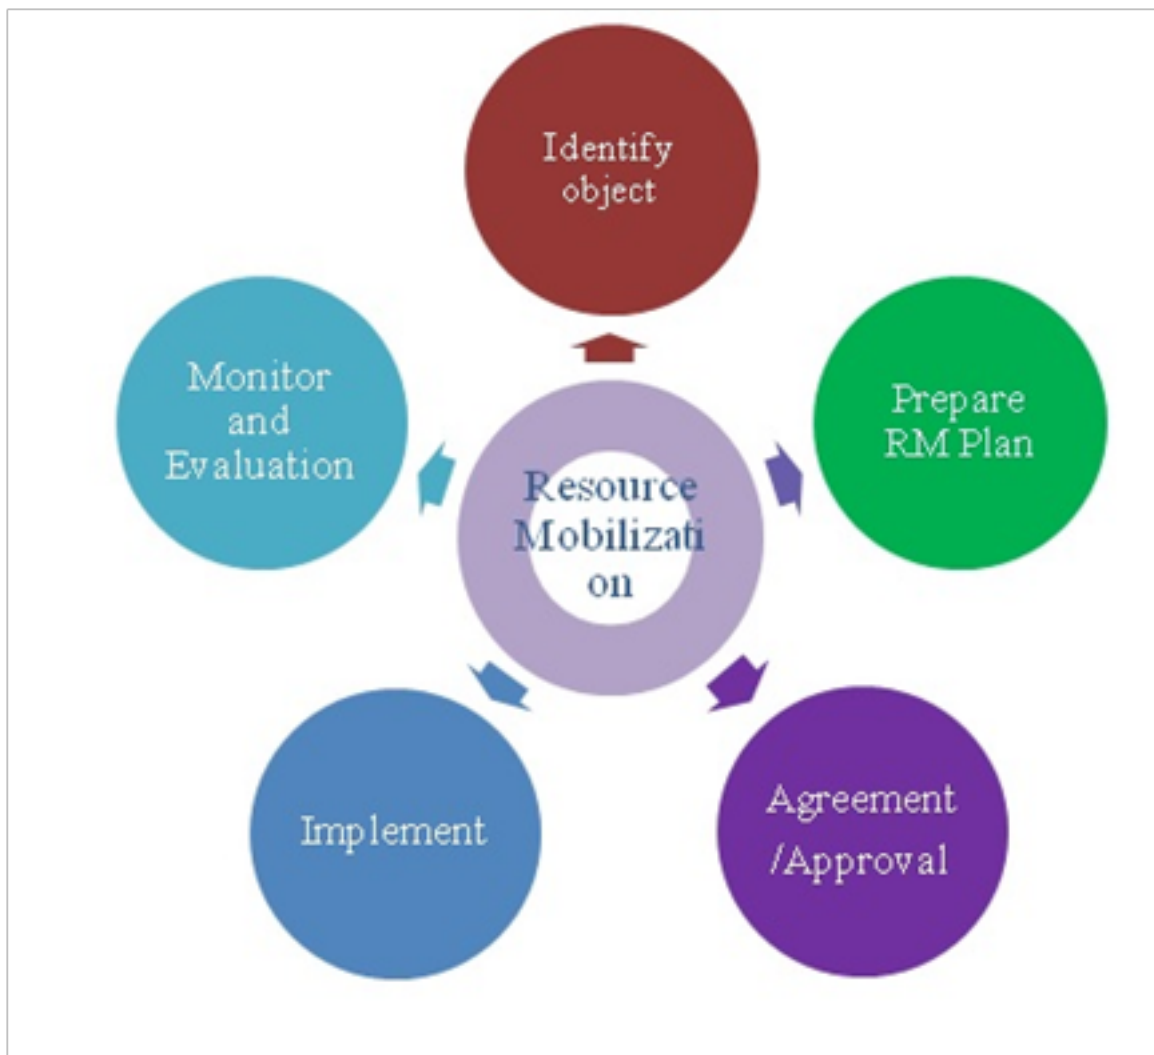 Identify
object
Prepare
RM Plan
Agreement
/Approval
Implement
Monitor
and
Evaluation
Resource
Mobilizati
on